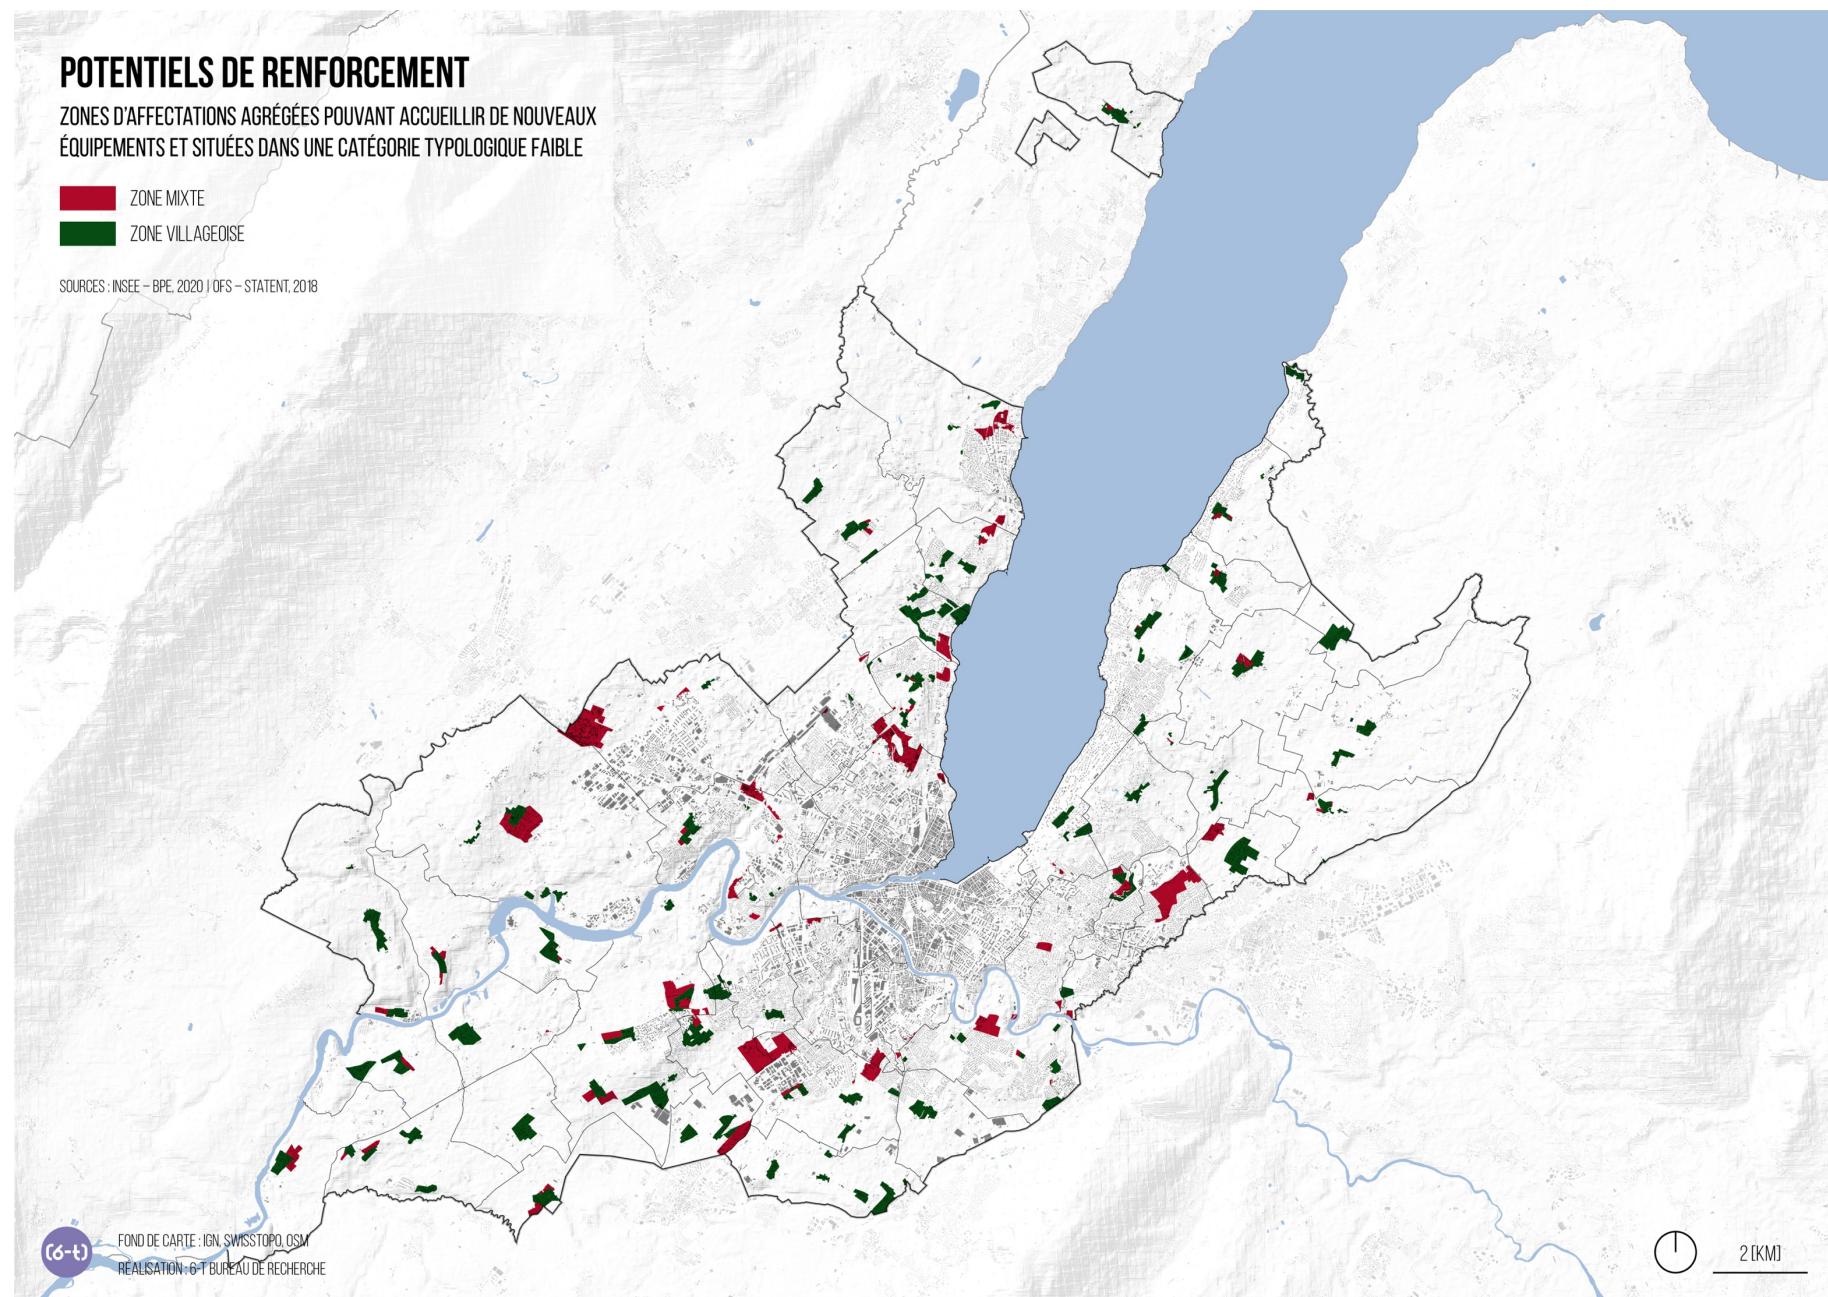 POTENTIELS DE RENFORCEMENT
ZONES D'AFFECTATIONS AGRÉGÉES POUVANT ACCUEILLIR DE NOUVEAUX
ÉQUIPEMENTS ET SITUÉES DANS UNE CATÉGORIE TYPOLOGIQUE FAIBLE
ZONE MIXTE
ZONE VILLAGEOISE
SOURCES : INSEE – BPE, 2020 | OFS – STATENT, 2018
(6-t)
FOND DE CARTE : IGN, SWISSTOPO, OSM
RÉALISATION : 6-T BUREAU DE RECHERCHE
2 [KM]